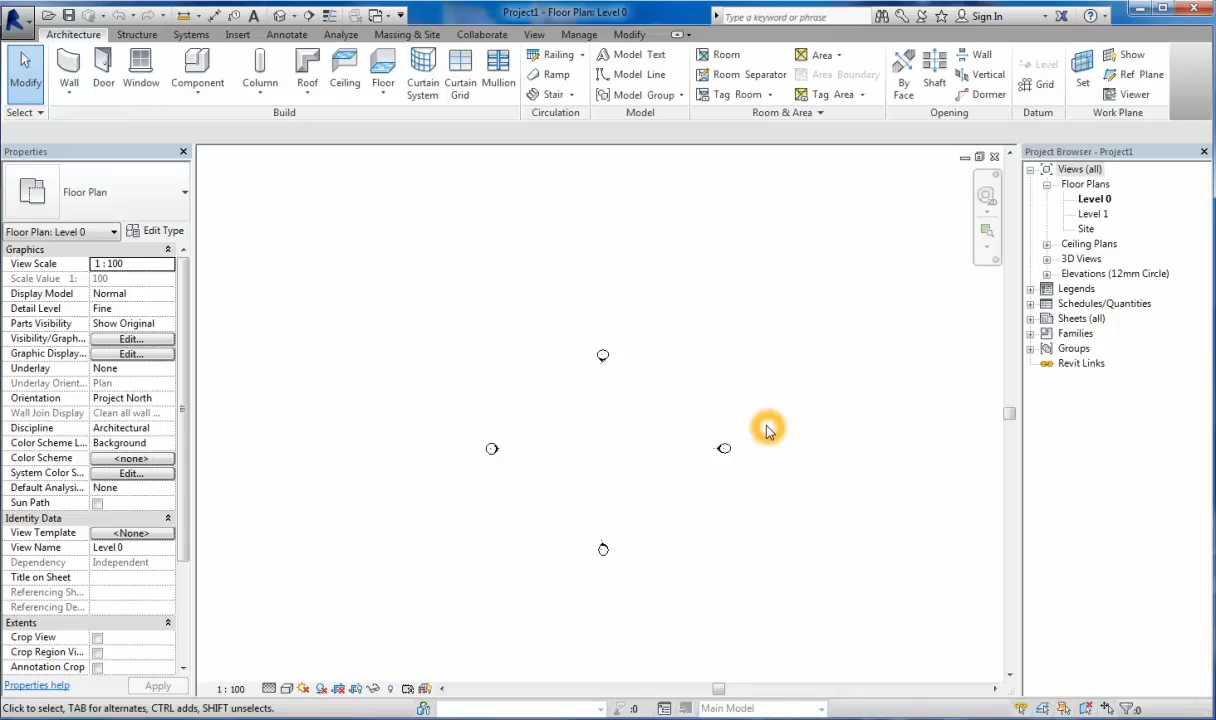 Project1 - Floor Plan: Level 0
Type a keyword or phrase
Sign In
Architecture Structure Systems Insert Annotate Analyze Massing & Site Collaborate View Manage Modify
Modify
Wall
Door
Window
Component
Column
Roof
Ceiling
Floor
Curtain System
Curtain Grid
Mullion
Railing
Ramp
Stair
Model Text
Model Line
Model Group
Room
Room Separator
Tag Room
Area
Area Boundary
Tag Area
By Face
Shaft
Wall
Vertical
Dormer
Level
Grid
Set
Show
Ref Plane
Viewer
Select Build Circulation Model Room & Area Opening Datum Work Plane
Properties
Floor Plan
Floor Plan: Level 0 Edit Type
Graphics
View Scale 1 : 100
Scale Value 1: 100
Display Model Normal
Detail Level Fine
Parts Visibility Show Original
Visibility/Graph... Edit...
Graphic Display... Edit...
Underlay None
Underlay Orient... Plan
Orientation Project North
Wall Join Display Clean all wall ...
Discipline Architectural
Color Scheme L... Background
Color Scheme <none>
System Color S... Edit...
Default Analysi... None
Sun Path
Identity Data
View Template <None>
View Name Level 0
Dependency Independent
Title on Sheet
Referencing Sh...
Referencing De...
Extents
Crop View
Crop Region Vi...
Annotation Crop
Properties help Apply
2D
1 : 100
Project Browser - Project1
Views (all)
Floor Plans
Level 0
Level 1
Site
Ceiling Plans
3D Views
Elevations (12mm Circle)
Legends
Schedules/Quantities
Sheets (all)
Families
Groups
Revit Links
Click to select, TAB for alternates, CTRL adds, SHIFT unselects. :0 Main Model :0